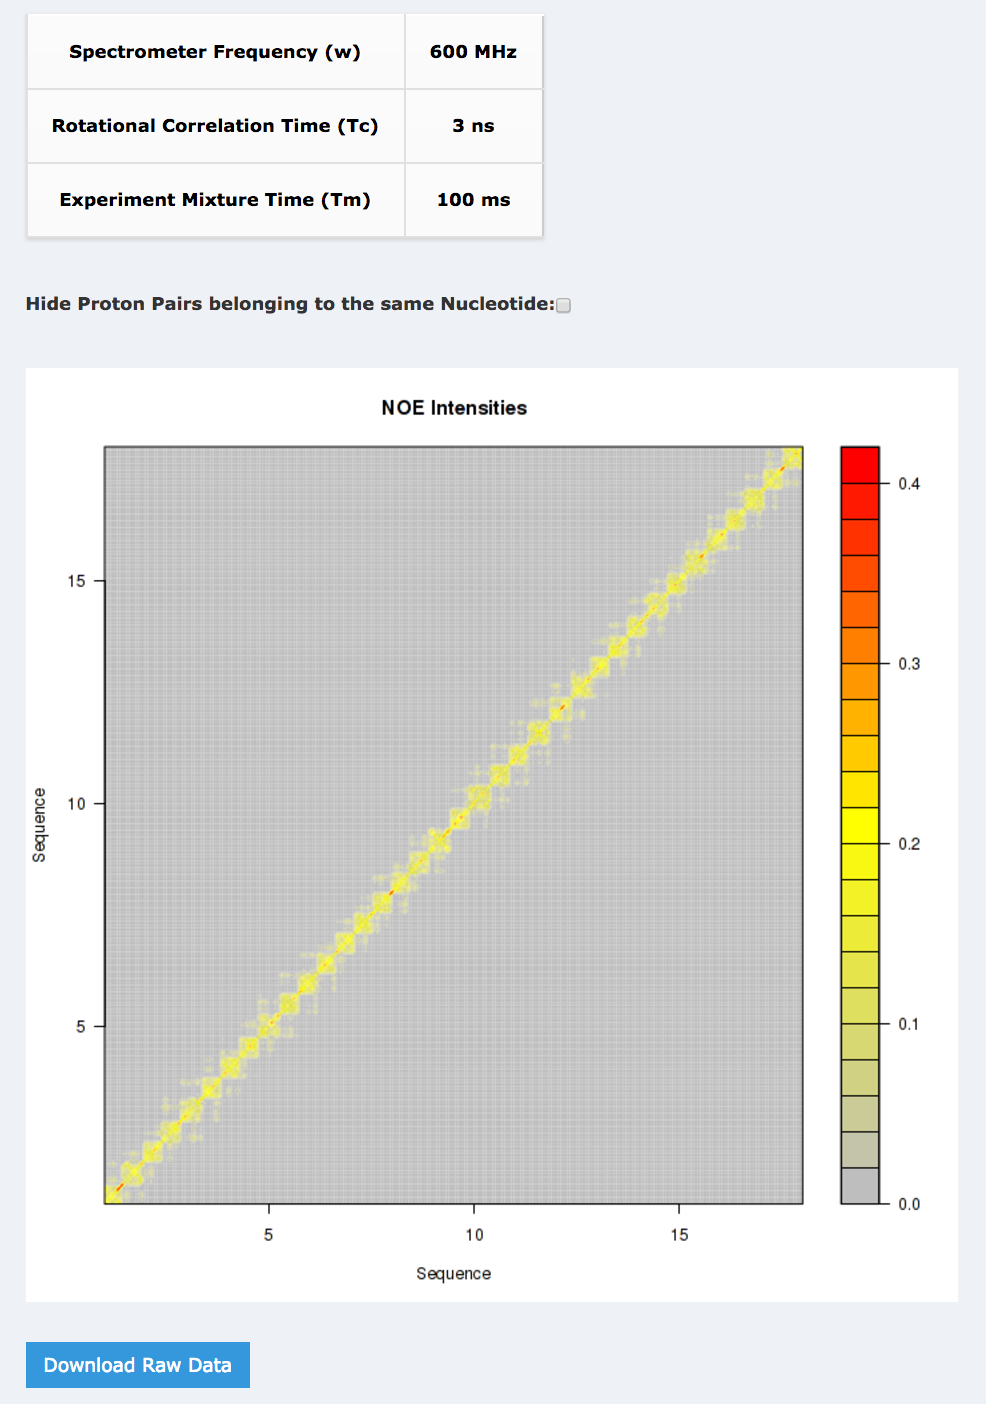 Spectrometer Frequency (w) 600 MHz
Rotational Correlation Time (Tc) 3 ns
Experiment Mixture Time (Tm) 100 ms
Hide Proton Pairs belonging to the same Nucleotide:
NOE Intensities
0.4
15
0.3
Sequence
10
0.2
5
0.1
0.0
5 10 15
Sequence
Download Raw Data